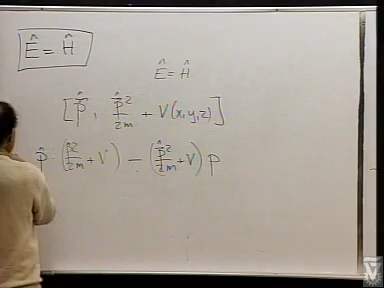 Ê = Ĥ
Ê = Ĥ
[p̂, p̂²/2m + V(x,y,z)]
p̂ · (p̂²/2m + V) − (p̂²/2m + V) p